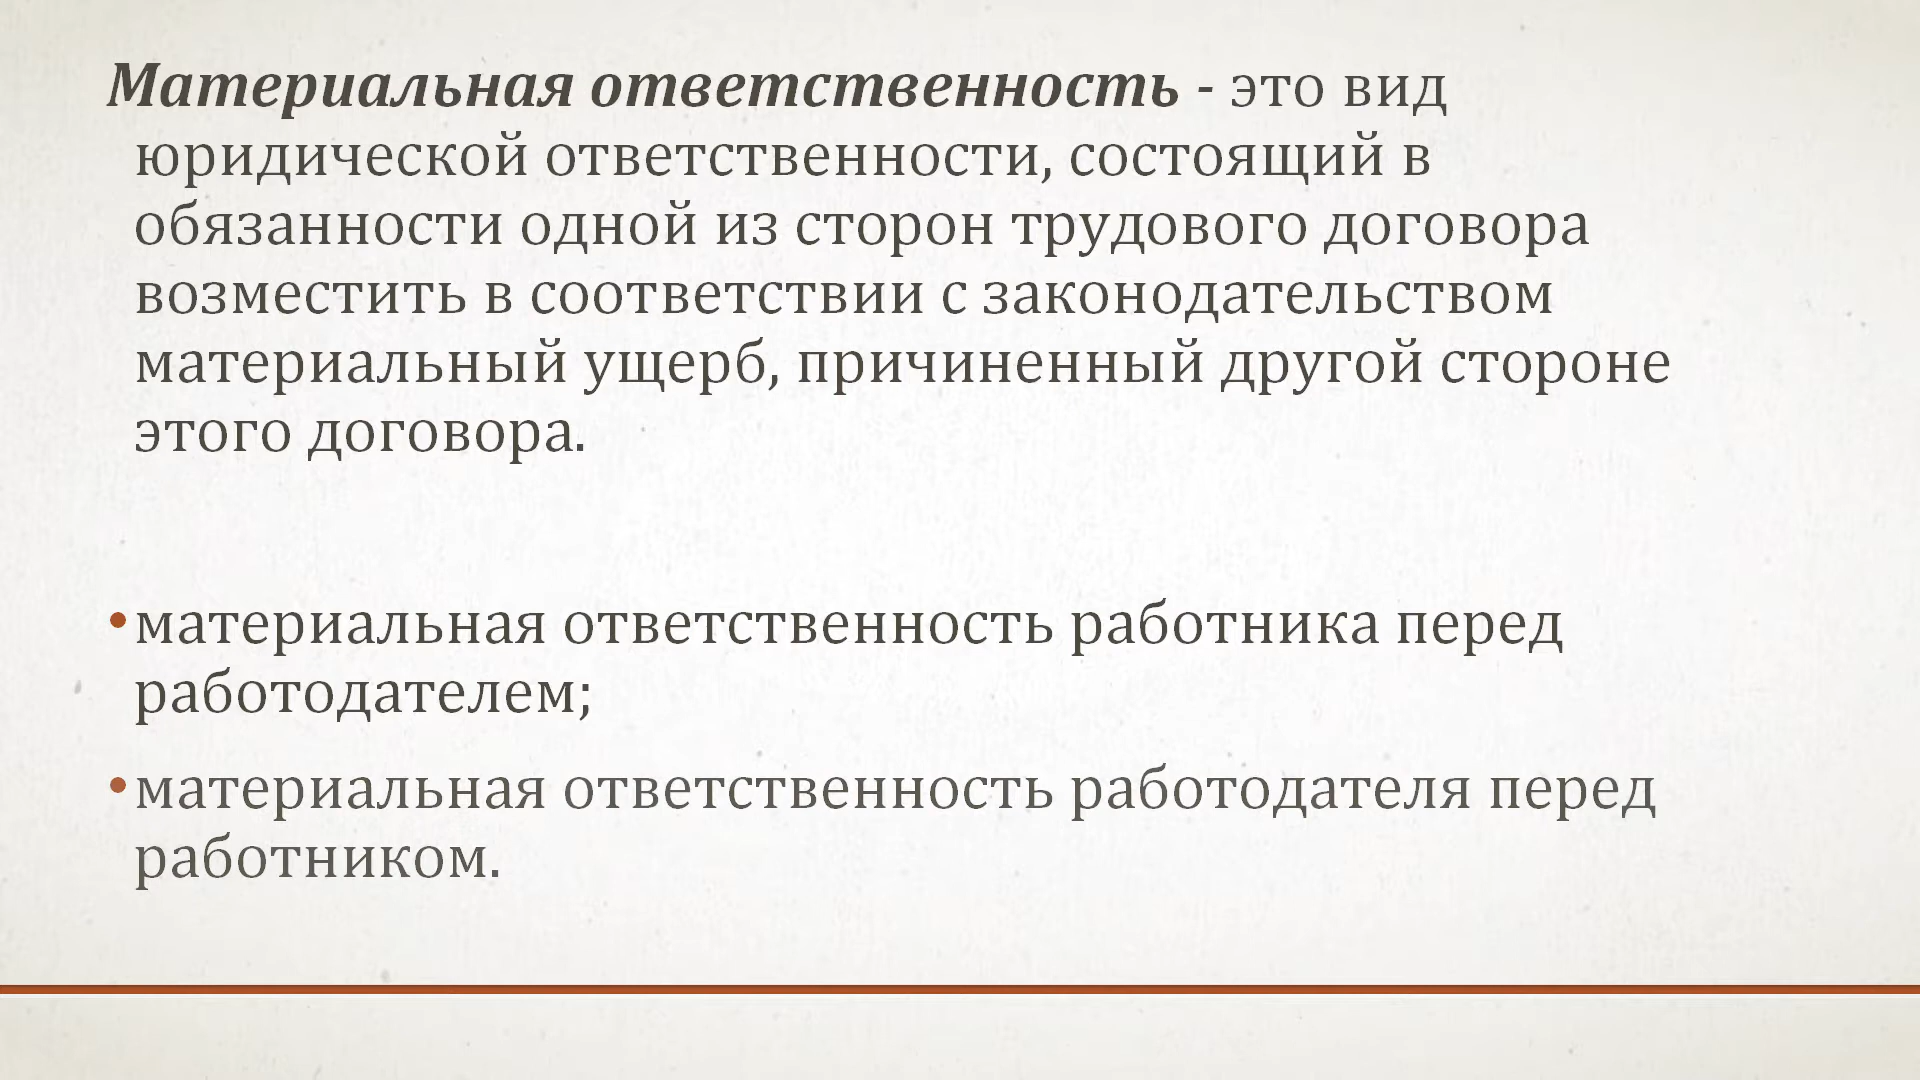 Материальная ответственность - это вид
юридической ответственности, состоящий в
обязанности одной из сторон трудового договора
возместить в соответствии с законодательством
материальный ущерб, причиненный другой стороне
этого договора.
•материальная ответственность работника перед
работодателем;
•материальная ответственность работодателя перед
работником.